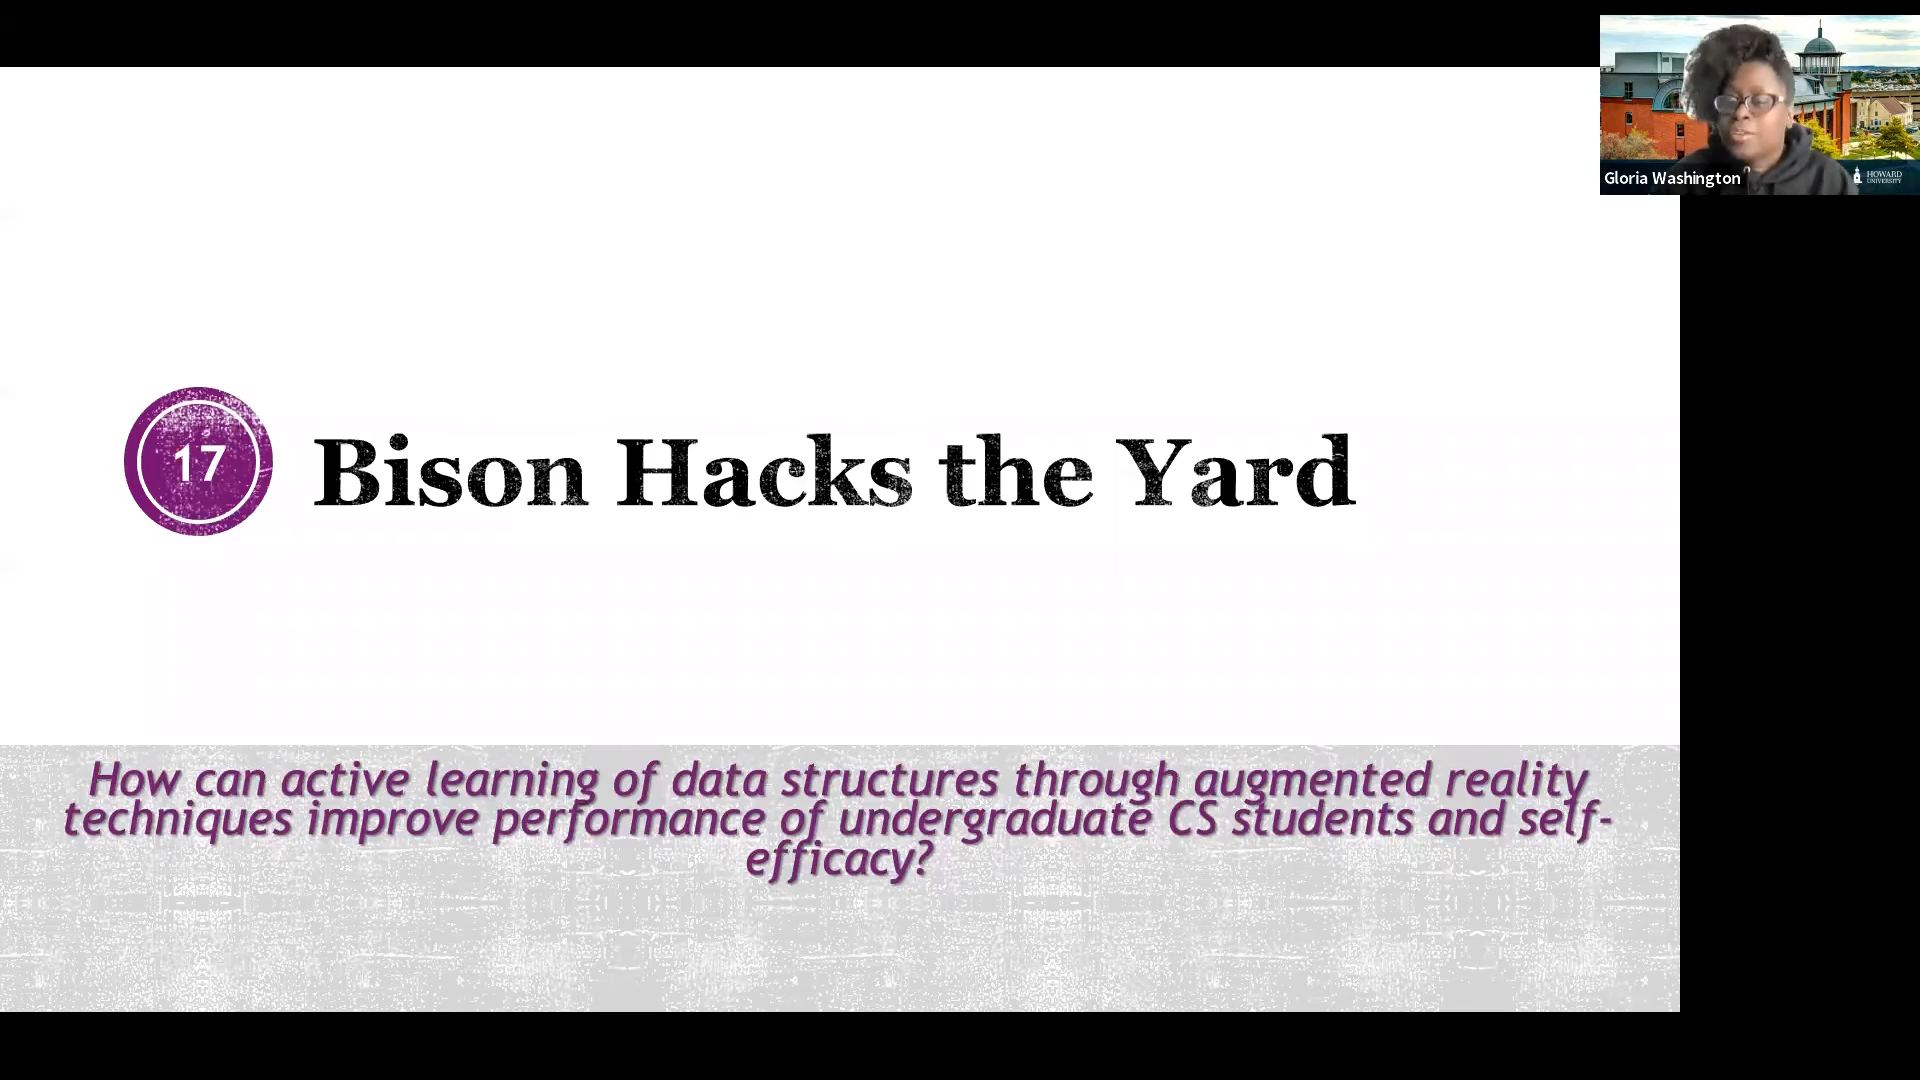 Gloria Washington
HOWARD
UNIVERSITY
17
Bison Hacks the Yard
How can active learning of data structures through augmented reality
techniques improve performance of undergraduate CS students and self-
efficacy?